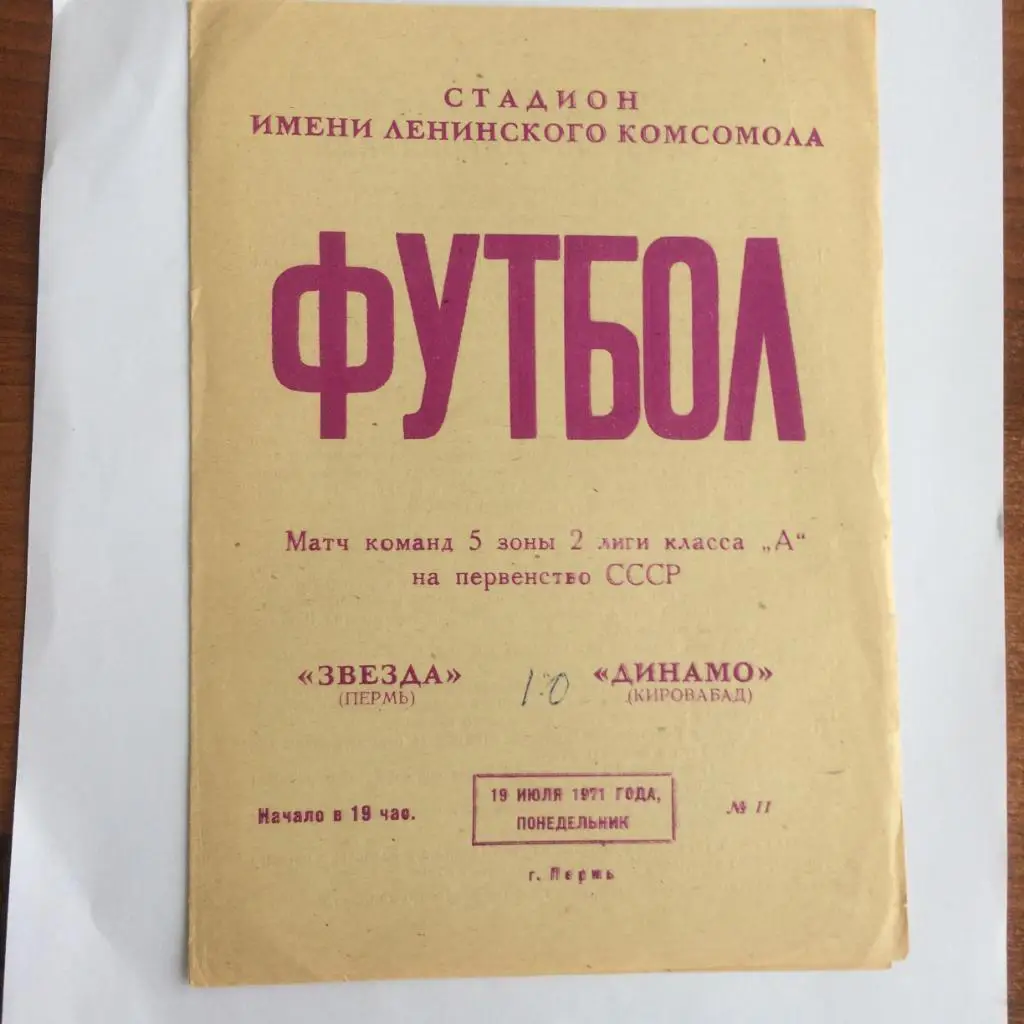 СТАДИОН
ИМЕНИ ЛЕНИНСКОГО КОМСОМОЛА
ФУТБОЛ
Матч команд 5 зоны 2 лиги класса „А“
на первенство СССР
«ЗВЕЗДА» 1:0 «ДИНАМО»
(ПЕРМЬ) (КИРОВАБАД)
Начало в 19 час.
19 ИЮЛЯ 1971 ГОДА,
ПОНЕДЕЛЬНИК
№ 11
г. Пермь